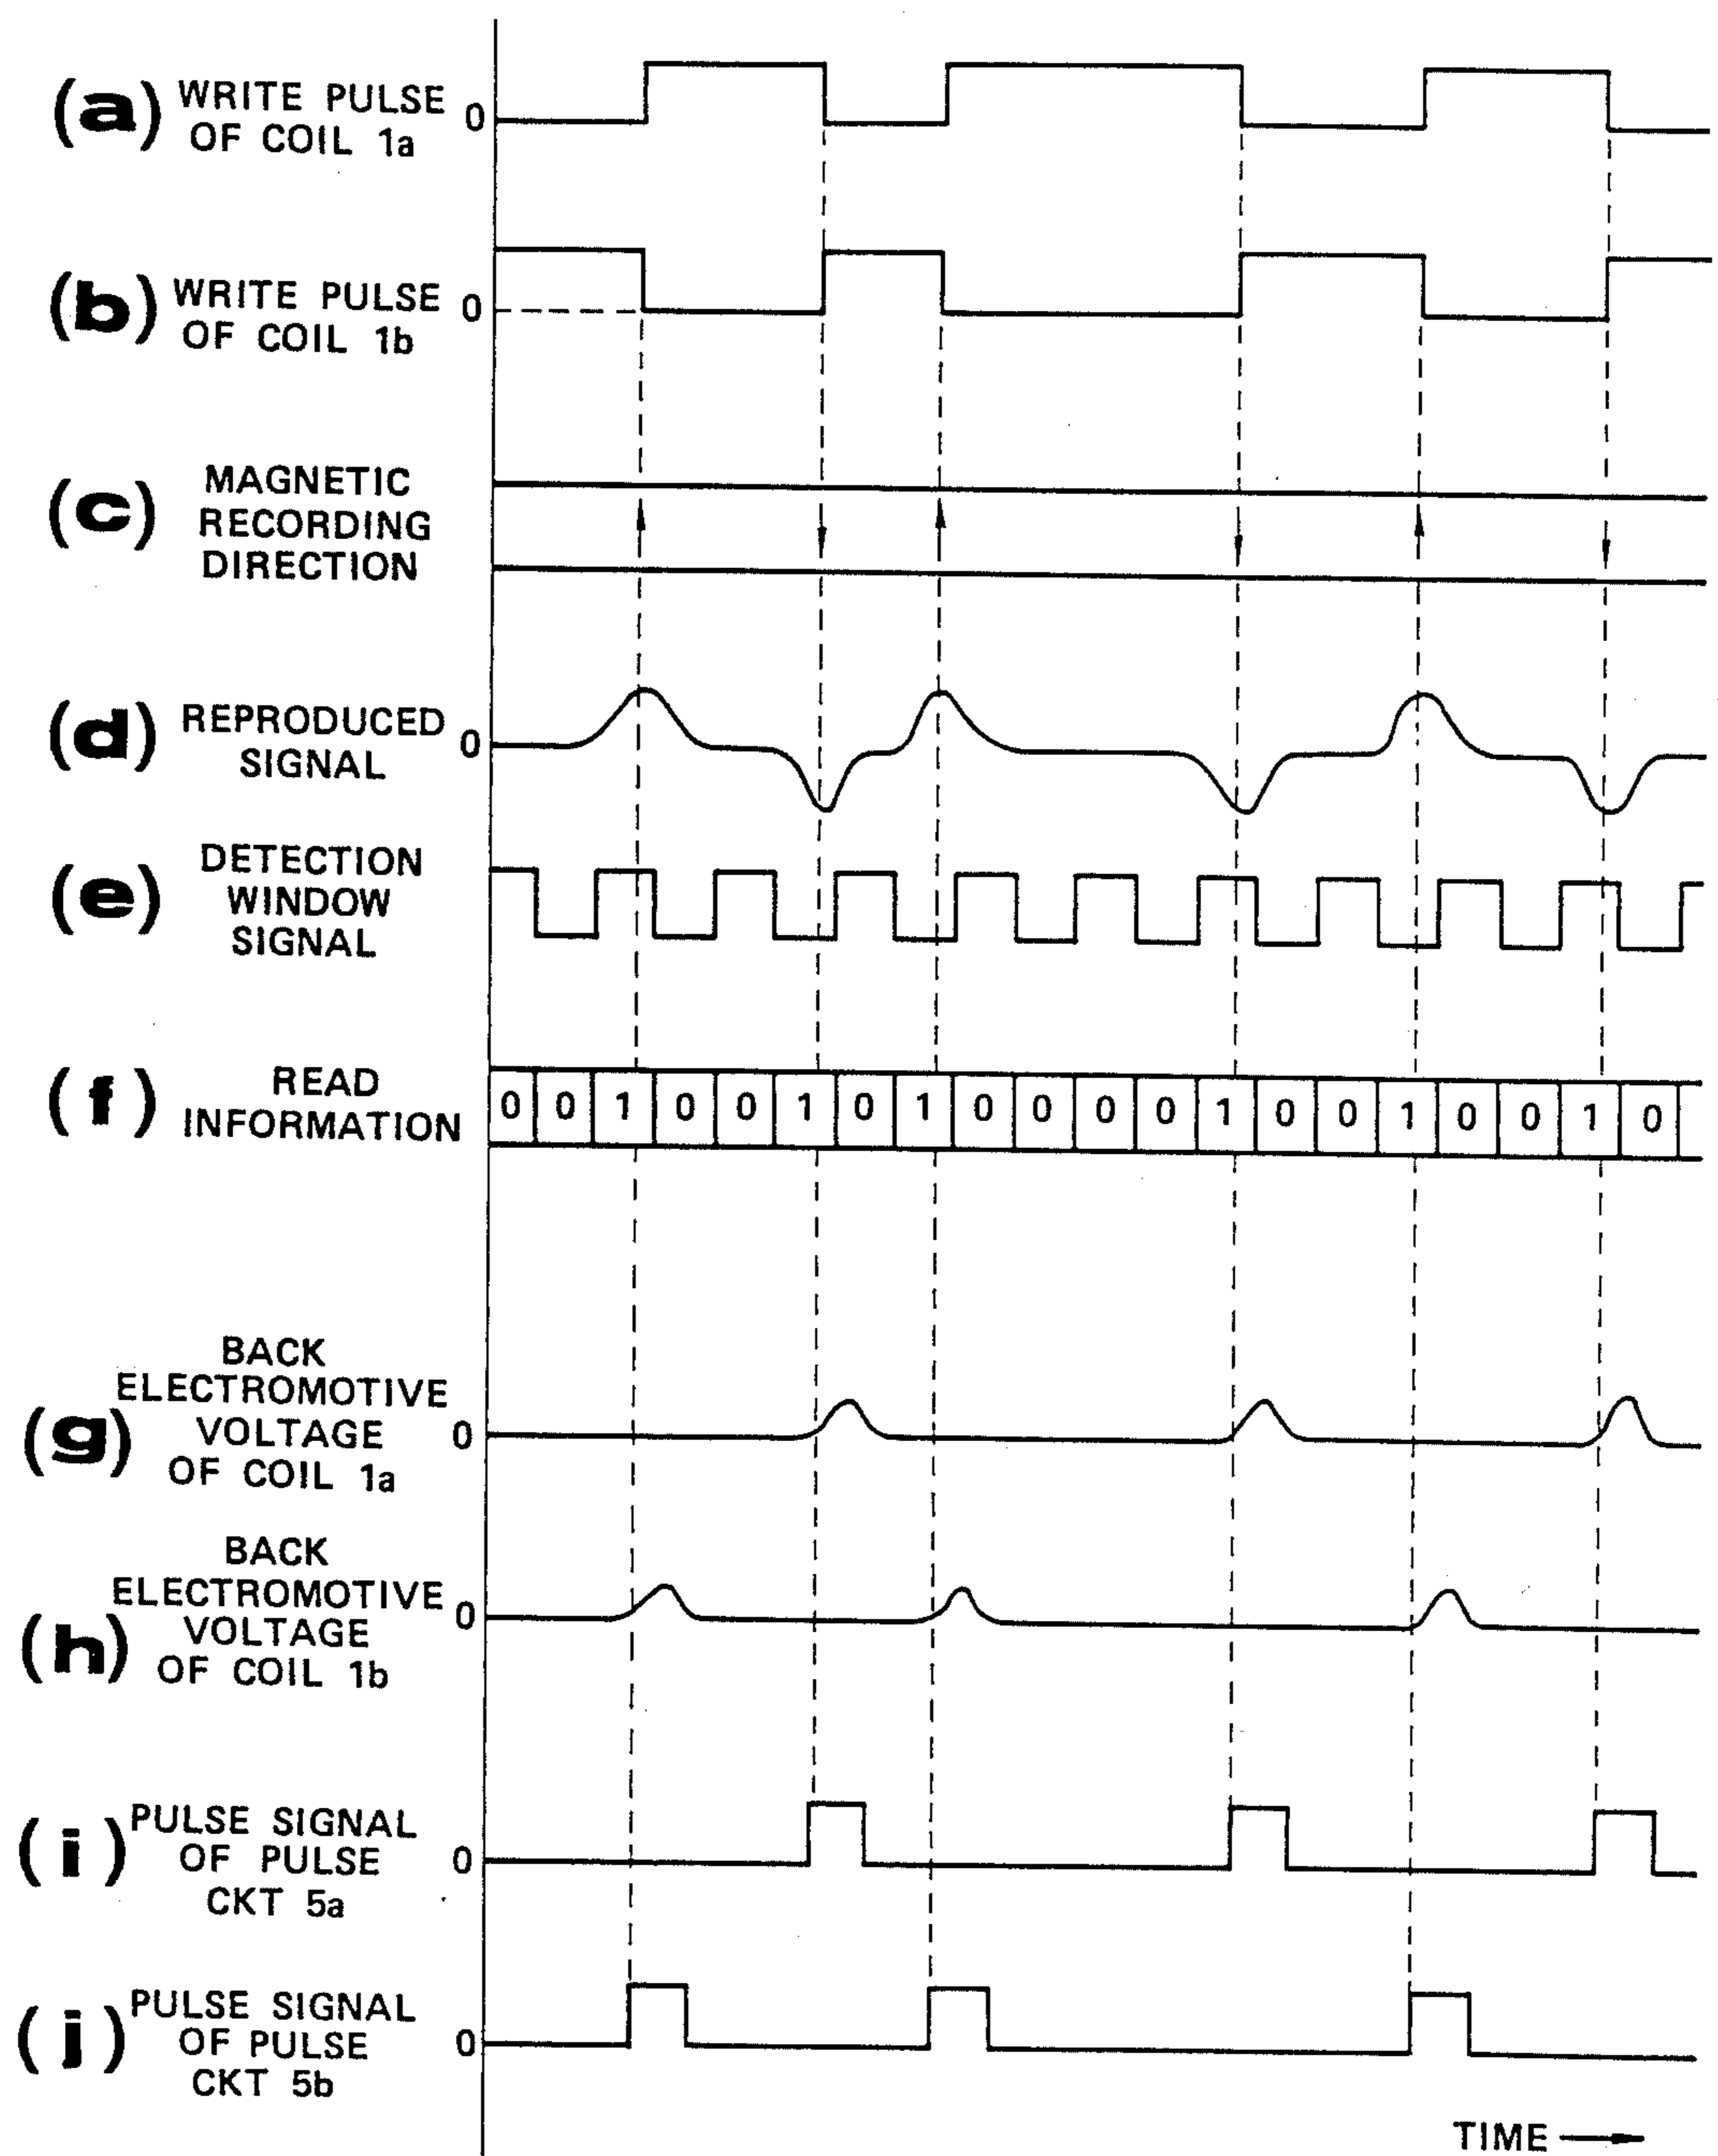 (a) WRITE PULSE
OF COIL 1a
0
(b) WRITE PULSE
OF COIL 1b
0
(c) MAGNETIC
RECORDING
DIRECTION
(d) REPRODUCED
SIGNAL
0
(e) DETECTION
WINDOW
SIGNAL
(f) READ
INFORMATION
0 0 1 0 0 1 0 1 0 0 0 0 1 0 0 1 0 0 1 0
(g) BACK
ELECTROMOTIVE
VOLTAGE
OF COIL 1a
0
(h) BACK
ELECTROMOTIVE
VOLTAGE
OF COIL 1b
0
(i) PULSE SIGNAL
OF PULSE
CKT 5a
0
(j) PULSE SIGNAL
OF PULSE
CKT 5b
0
TIME